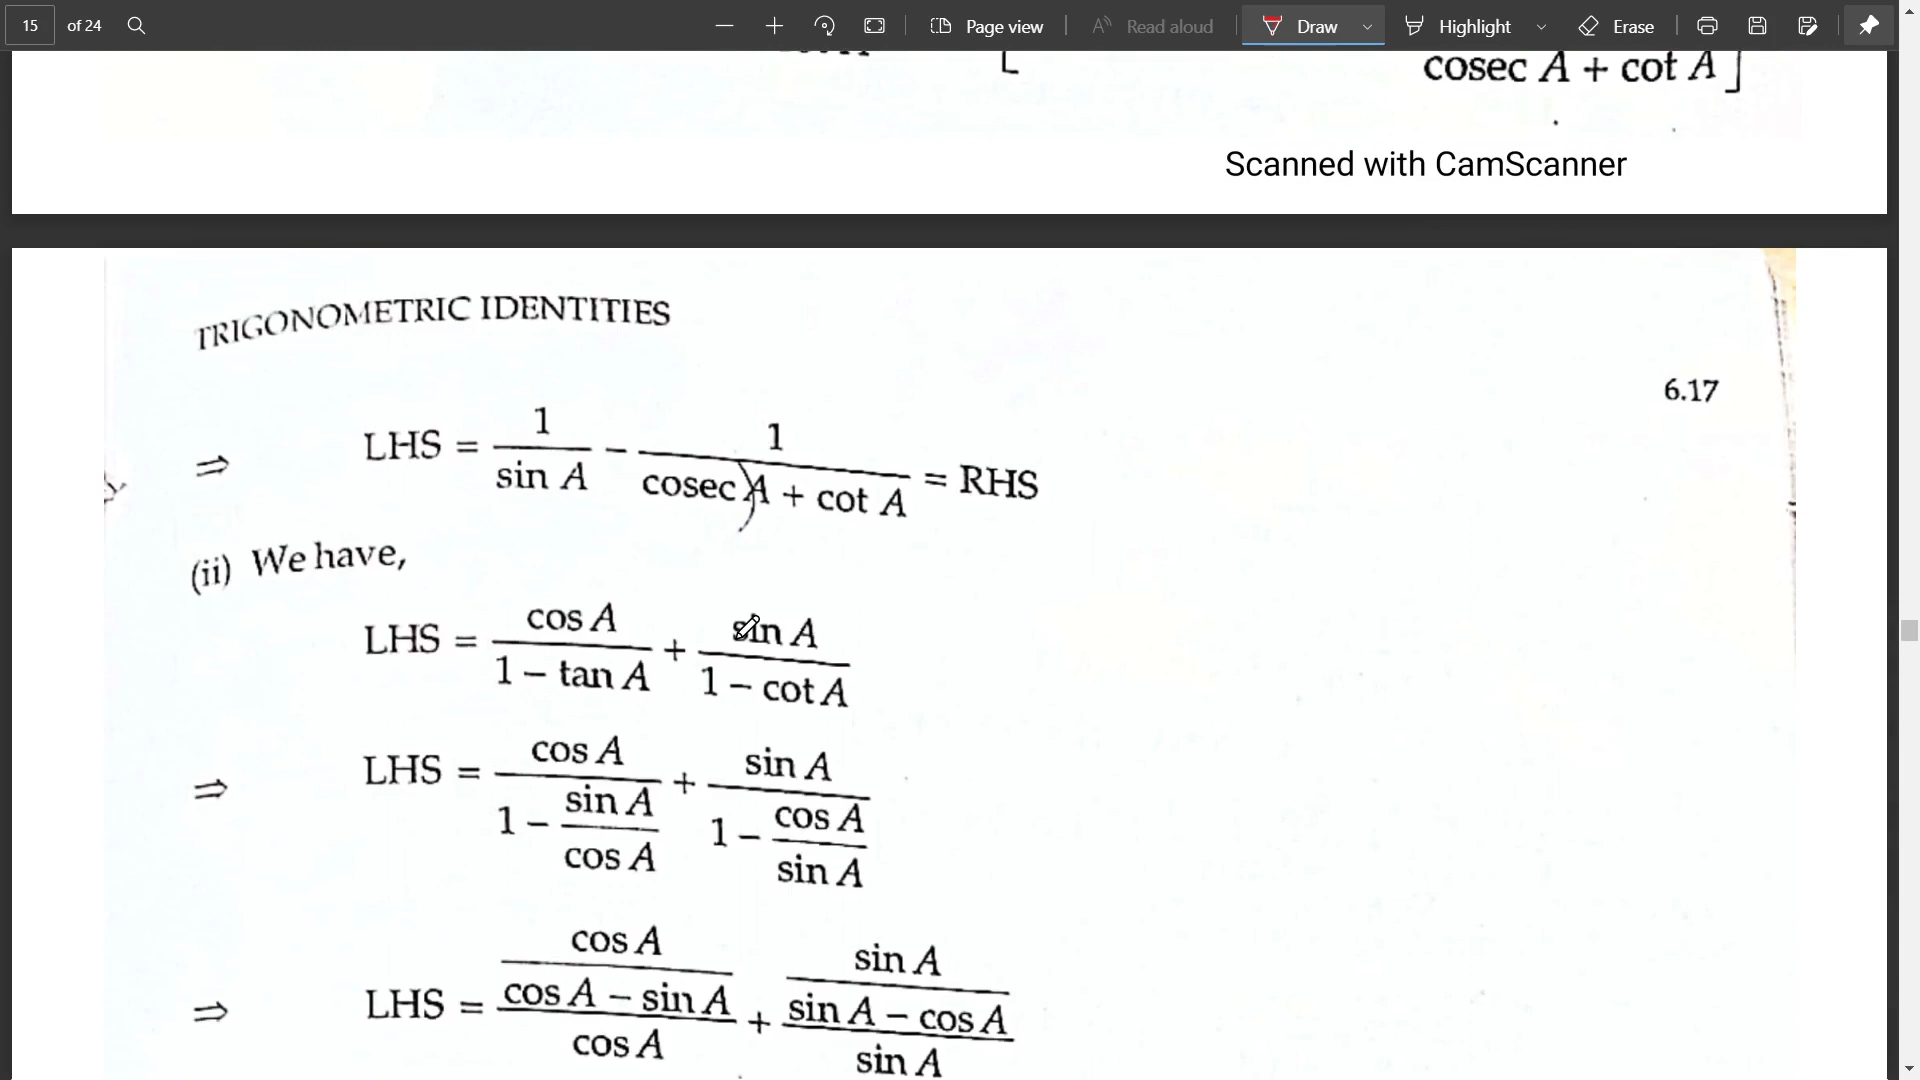 15 of 24 Page view Read aloud Draw Highlight Erase
cosec A + cot A
Scanned with CamScanner
TRIGONOMETRIC IDENTITIES
6.17
⇒ LHS = 1/sin A − 1/(cosec A + cot A) = RHS
(ii) We have,
LHS = cos A/(1 − tan A) + sin A/(1 − cot A)
⇒ LHS = cos A/(1 − sin A/cos A) + sin A/(1 − cos A/sin A)
⇒ LHS = cos A/((cos A − sin A)/cos A) + sin A/((sin A − cos A)/sin A)